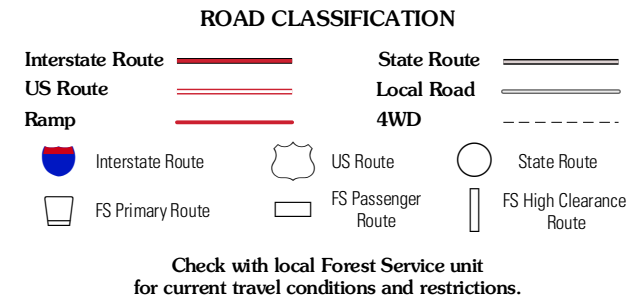 ROAD CLASSIFICATION
Interstate Route
State Route
US Route
Local Road
Ramp
4WD
Interstate Route
US Route
State Route
FS Primary Route
FS Passenger
Route
FS High Clearance
Route
Check with local Forest Service unit
for current travel conditions and restrictions.